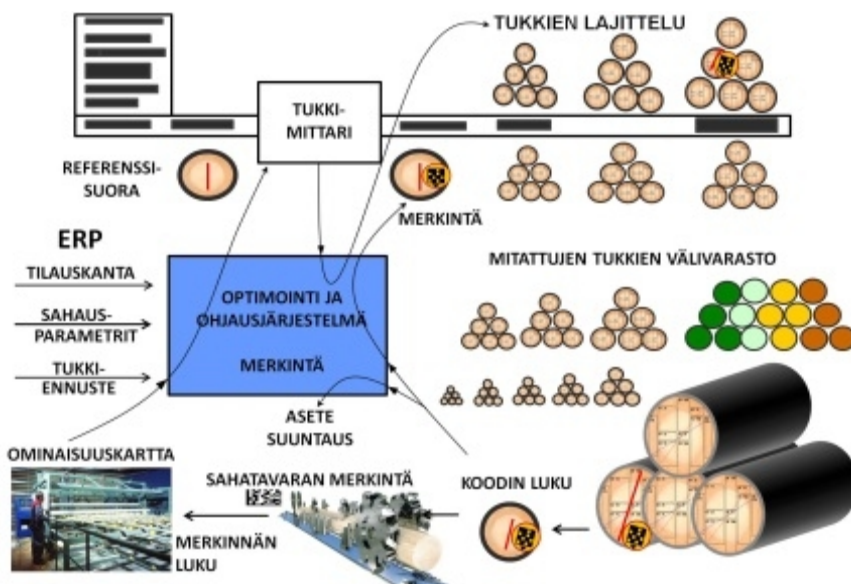 TUKKIEN LAJITTELU
TUKKI-
MITTARI
REFERENSSI-
SUORA
MERKINTÄ
ERP
TILAUSKANTA
SAHAUS-
PARAMETRIT
TUKKI-
ENNUSTE
OPTIMOINTI JA
OHJAUSJÄRJESTELMÄ
MERKINTÄ
MITATTUJEN TUKKIEN VÄLIVARASTO
ASETE
SUUNTAUS
OMINAISUUSKARTTA
SAHATAVARAN MERKINTÄ
KOODIN LUKU
MERKINNÄN
LUKU